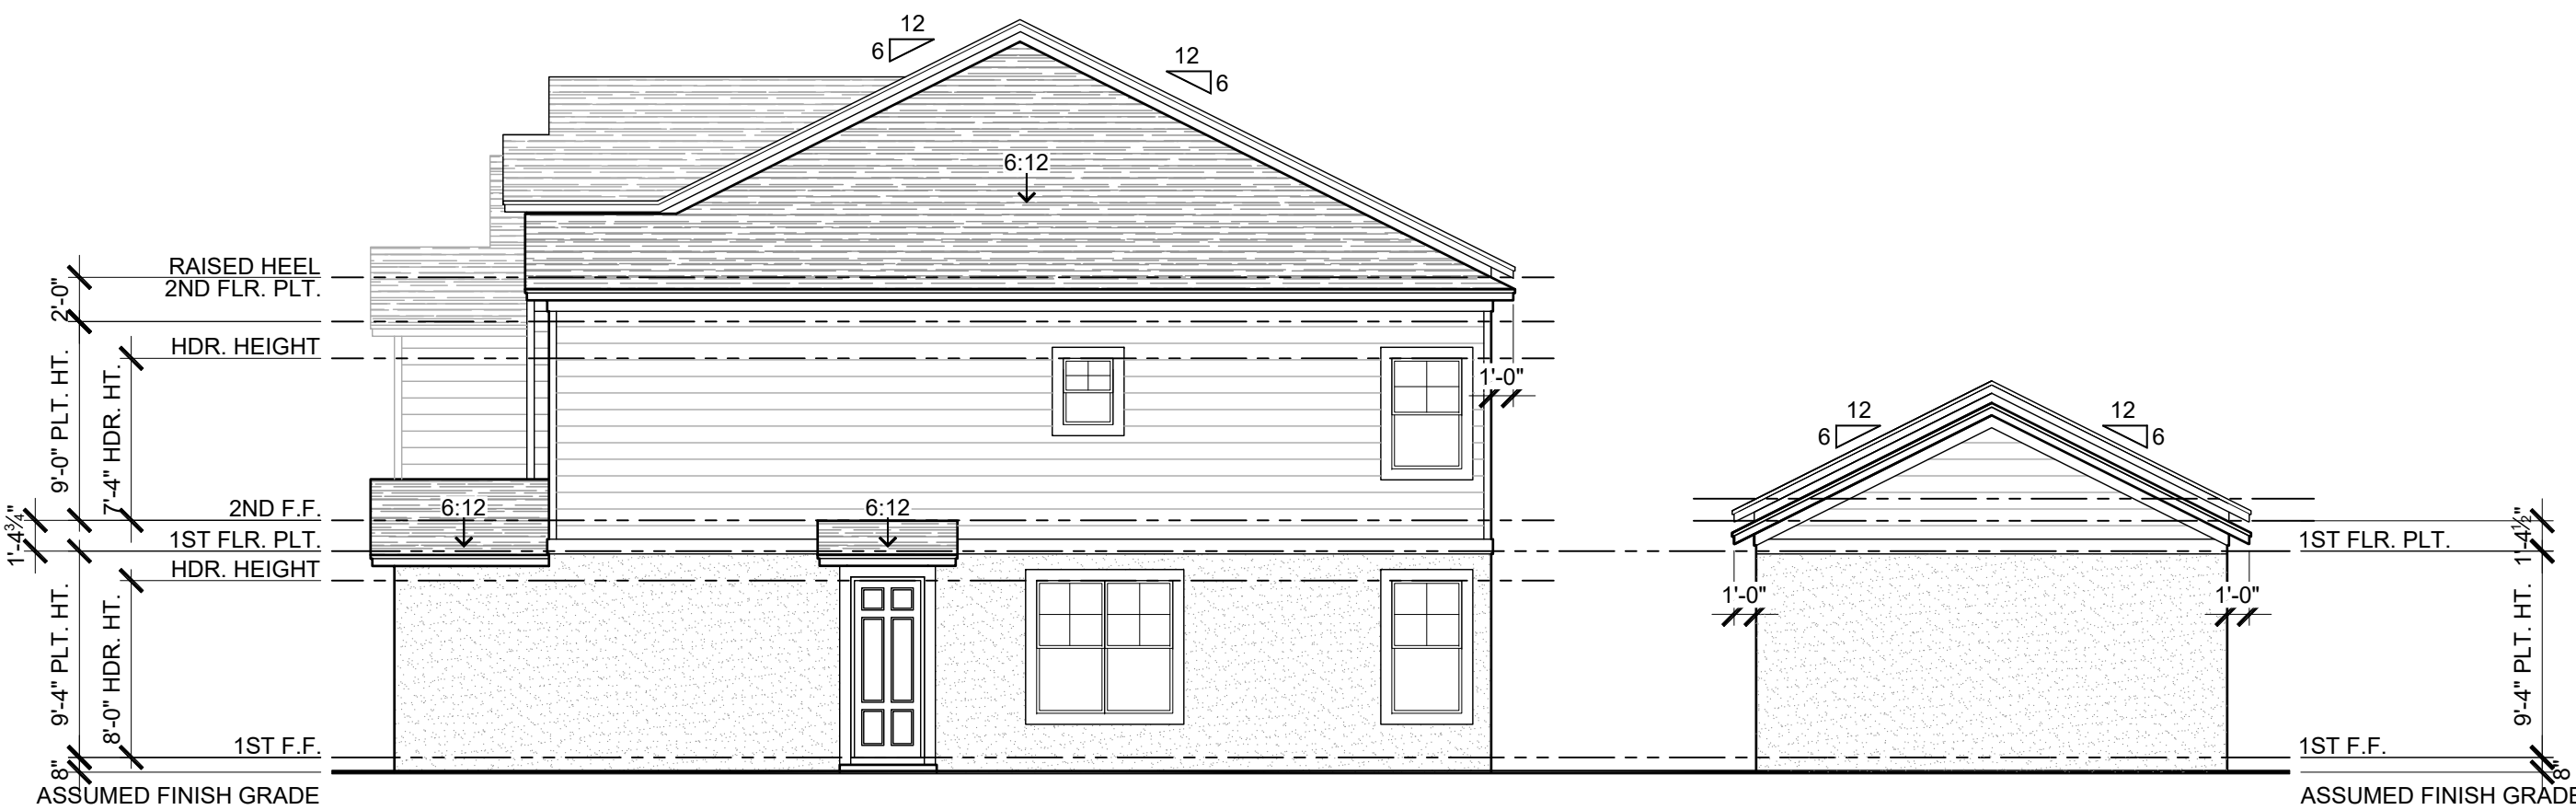 12
6
12
6
6:12
RAISED HEEL
2ND FLR. PLT.
HDR. HEIGHT
2ND F.F.
1ST FLR. PLT.
HDR. HEIGHT
1ST F.F.
ASSUMED FINISH GRADE
2'-0"
9'-0" PLT. HT.
7'-4" HDR. HT.
1'-4¾"
9'-4" PLT. HT.
8'-0" HDR. HT.
8"
6:12
6:12
1'-0"
12
6
12
6
1'-0"
1'-0"
1ST FLR. PLT.
1ST F.F.
ASSUMED FINISH GRADE
1'-4½"
9'-4" PLT. HT.
8"